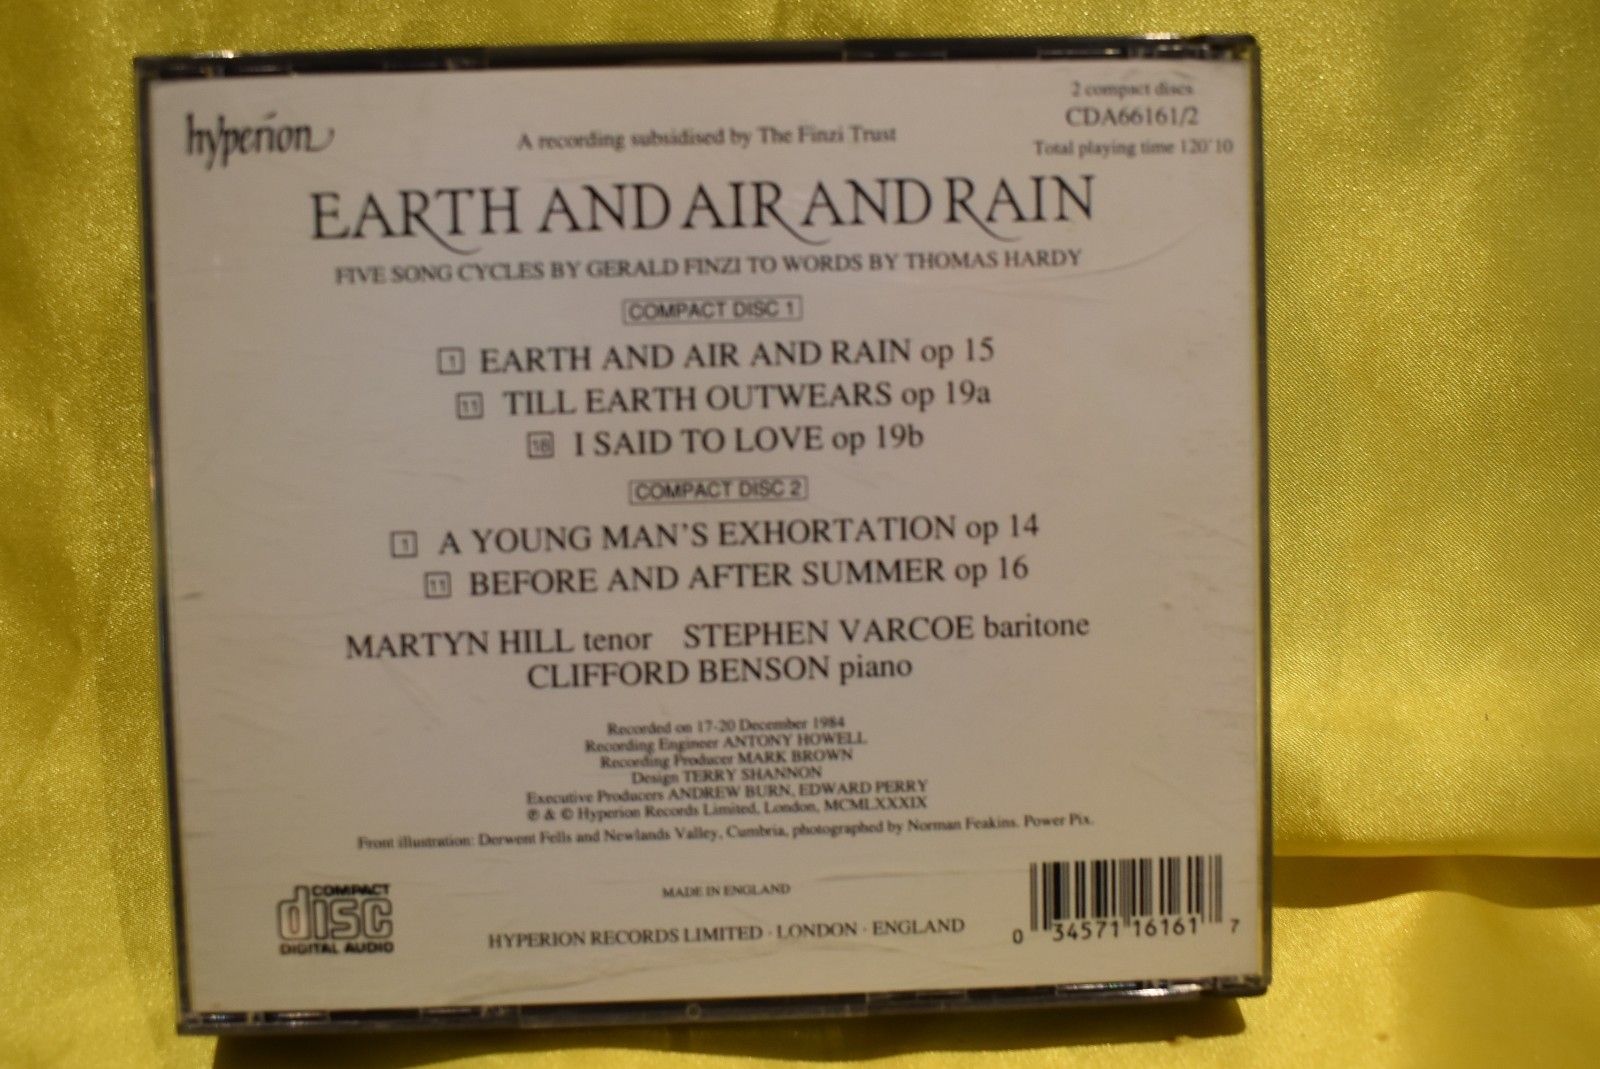 hyperion
A recording subsidised by The Finzi Trust
2 compact discs
CDA66161/2
Total playing time 120'10
EARTH AND AIR AND RAIN
FIVE SONG CYCLES BY GERALD FINZI TO WORDS BY THOMAS HARDY
COMPACT DISC 1
1 EARTH AND AIR AND RAIN op 15
11 TILL EARTH OUTWEARS op 19a
18 I SAID TO LOVE op 19b
COMPACT DISC 2
1 A YOUNG MAN'S EXHORTATION op 14
11 BEFORE AND AFTER SUMMER op 16
MARTYN HILL tenor STEPHEN VARCOE baritone
CLIFFORD BENSON piano
Recorded on 17-20 December 1984
Recording Engineer ANTONY HOWELL
Recording Producer MARK BROWN
Design TERRY SHANNON
Executive Producers ANDREW BURN, EDWARD PERRY
℗ & © Hyperion Records Limited, London, MCMLXXXIX
Front illustration: Derwent Fells and Newlands Valley, Cumbria, photographed by Norman Feakins. Power Pix.
COMPACT
disc
DIGITAL AUDIO
MADE IN ENGLAND
HYPERION RECORDS LIMITED · LONDON · ENGLAND
0 34571 16161 7